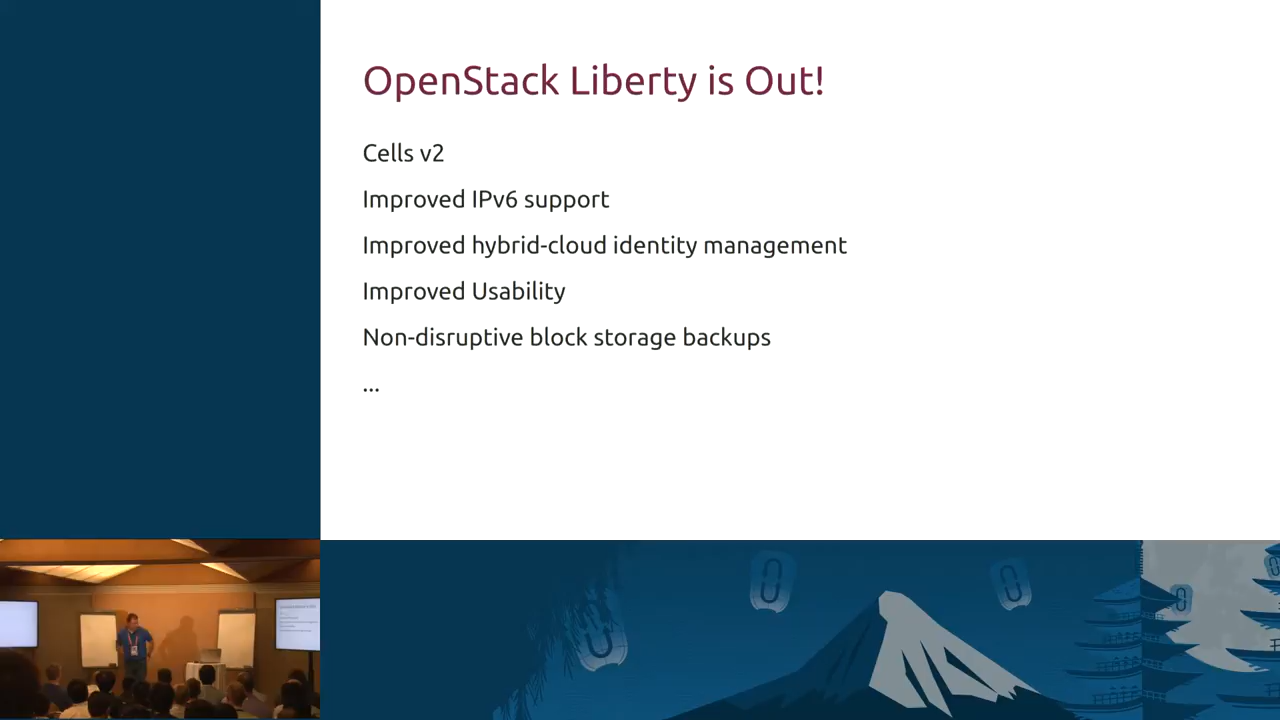 OpenStack Liberty is Out!
Cells v2
Improved IPv6 support
Improved hybrid-cloud identity management
Improved Usability
Non-disruptive block storage backups
...